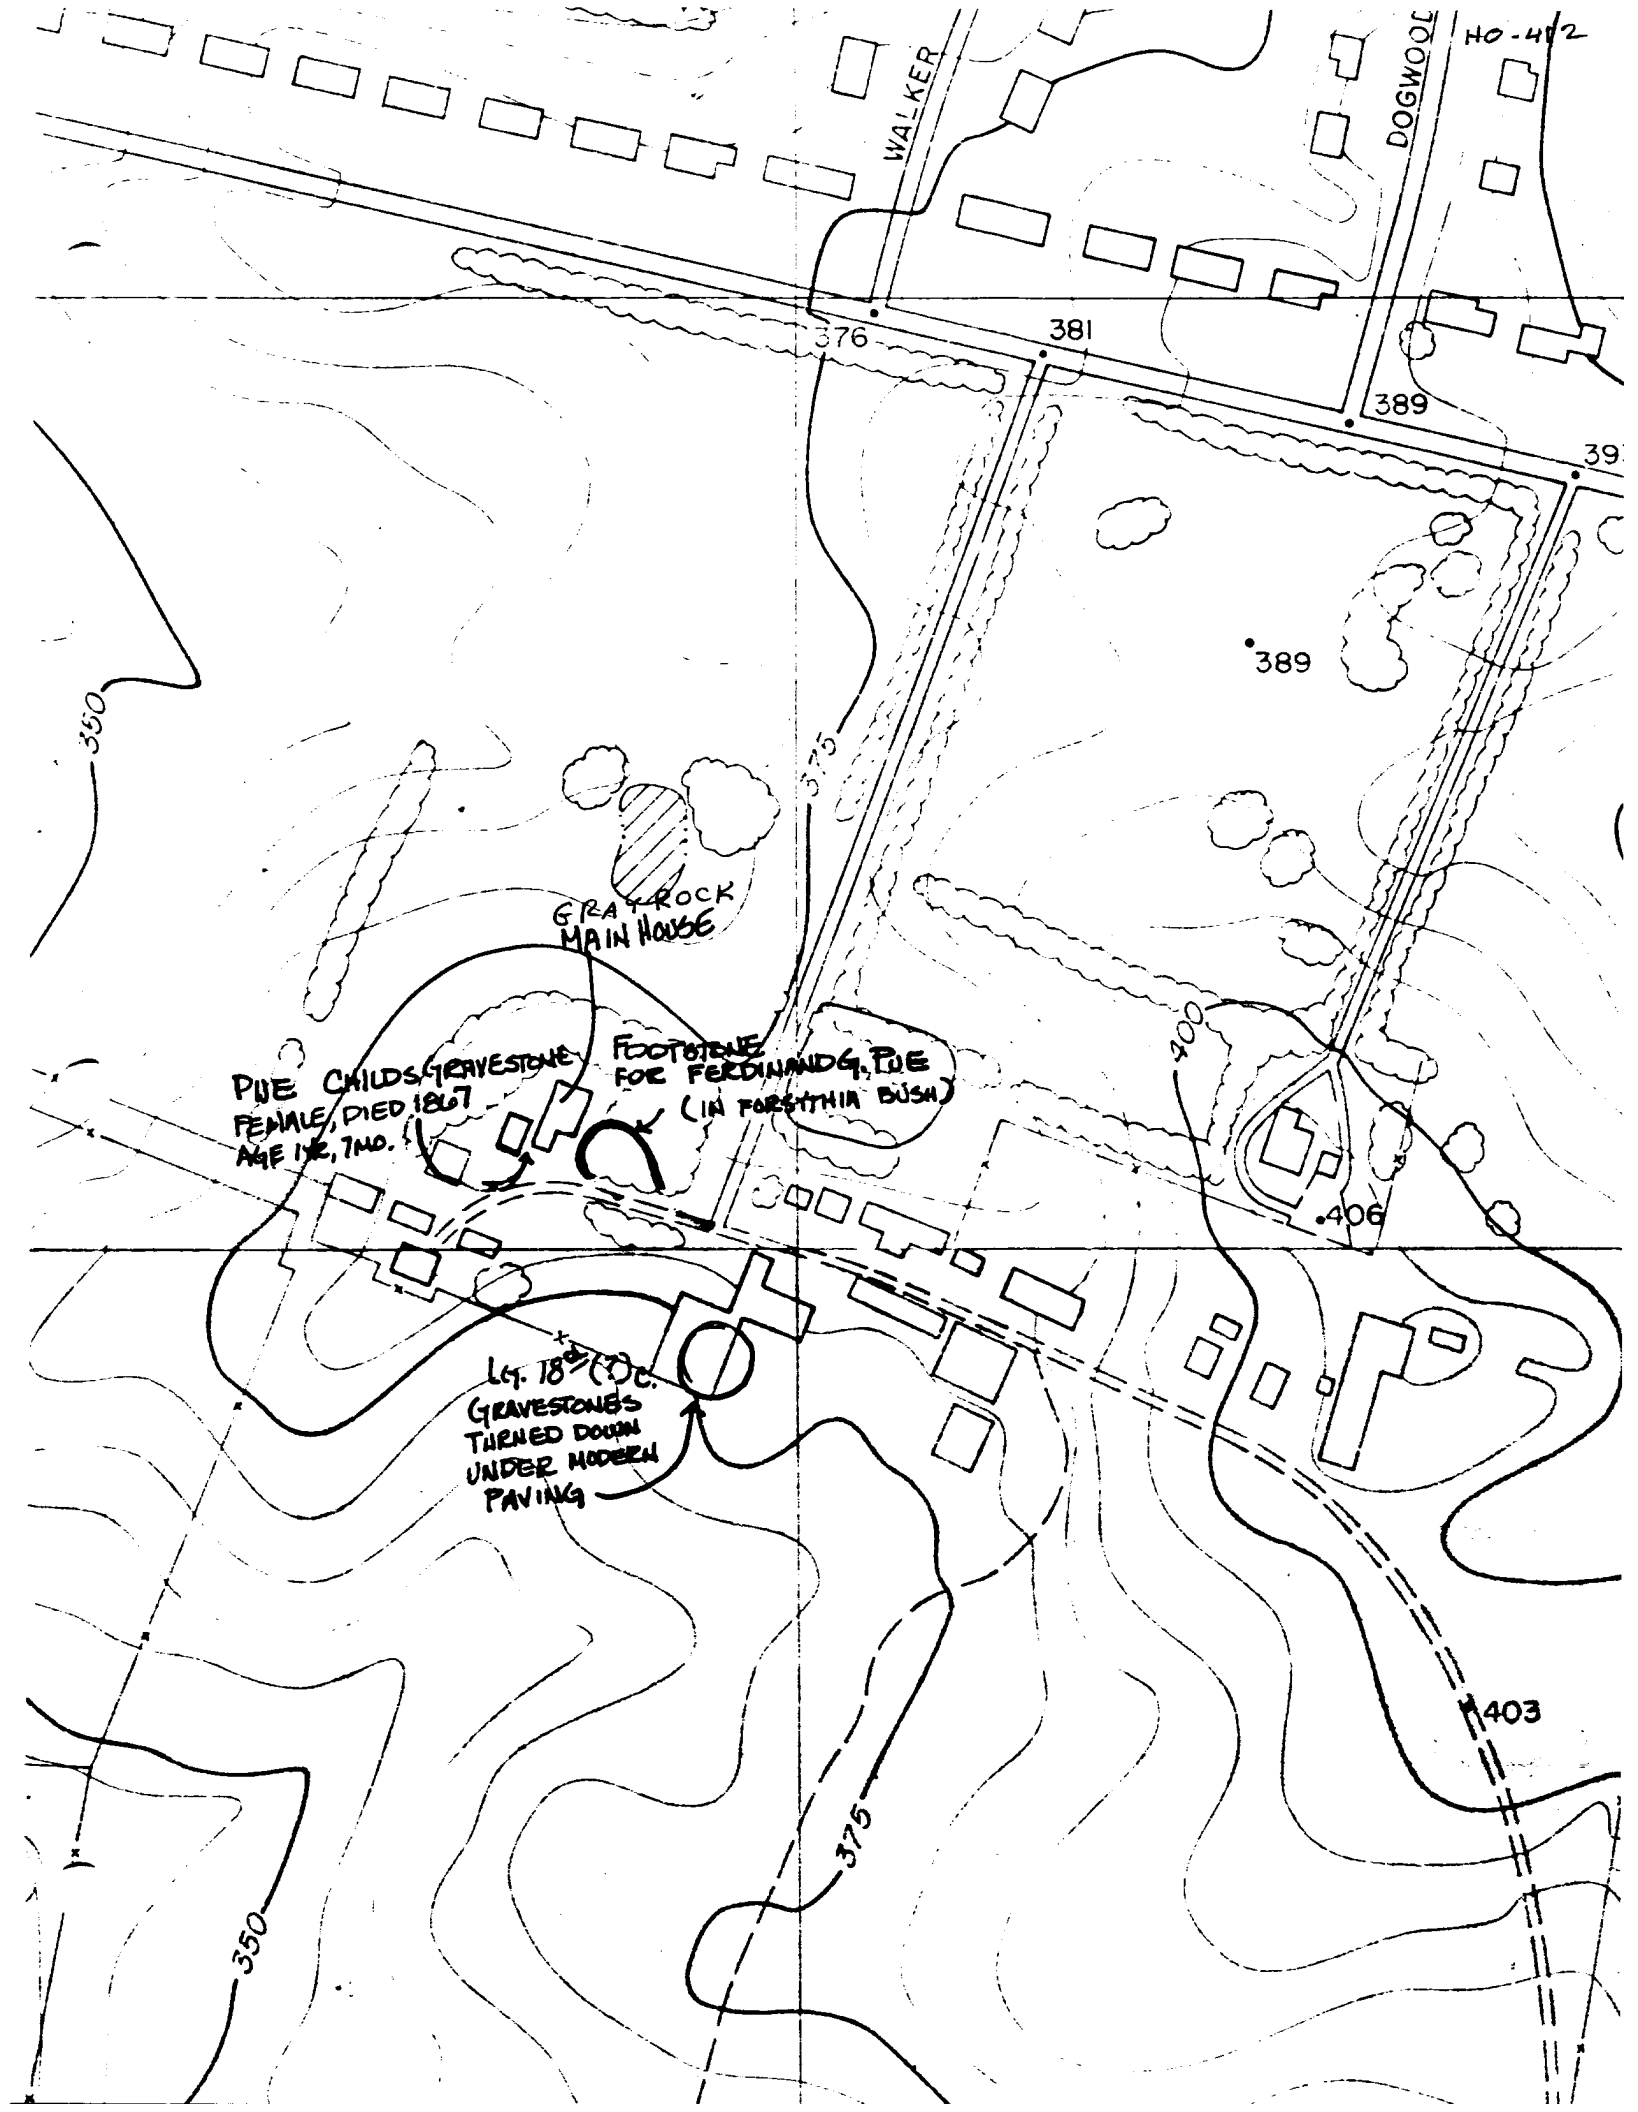 HO-412
WALKER
DOGWOOD
376
381
389
39
389
350
375
GRAY ROCK
MAIN HOUSE
400
PUE CHILDS GRAVESTONE
FEMALE, DIED 1867
AGE 1YR, 7MO.
FOOTSTONE
FOR FERDINAND G. PUE
(IN FORSYTHIA BUSH)
406
LG. 18th (?) C.
GRAVESTONES
TURNED DOWN
UNDER MODERN
PAVING
403
375
350